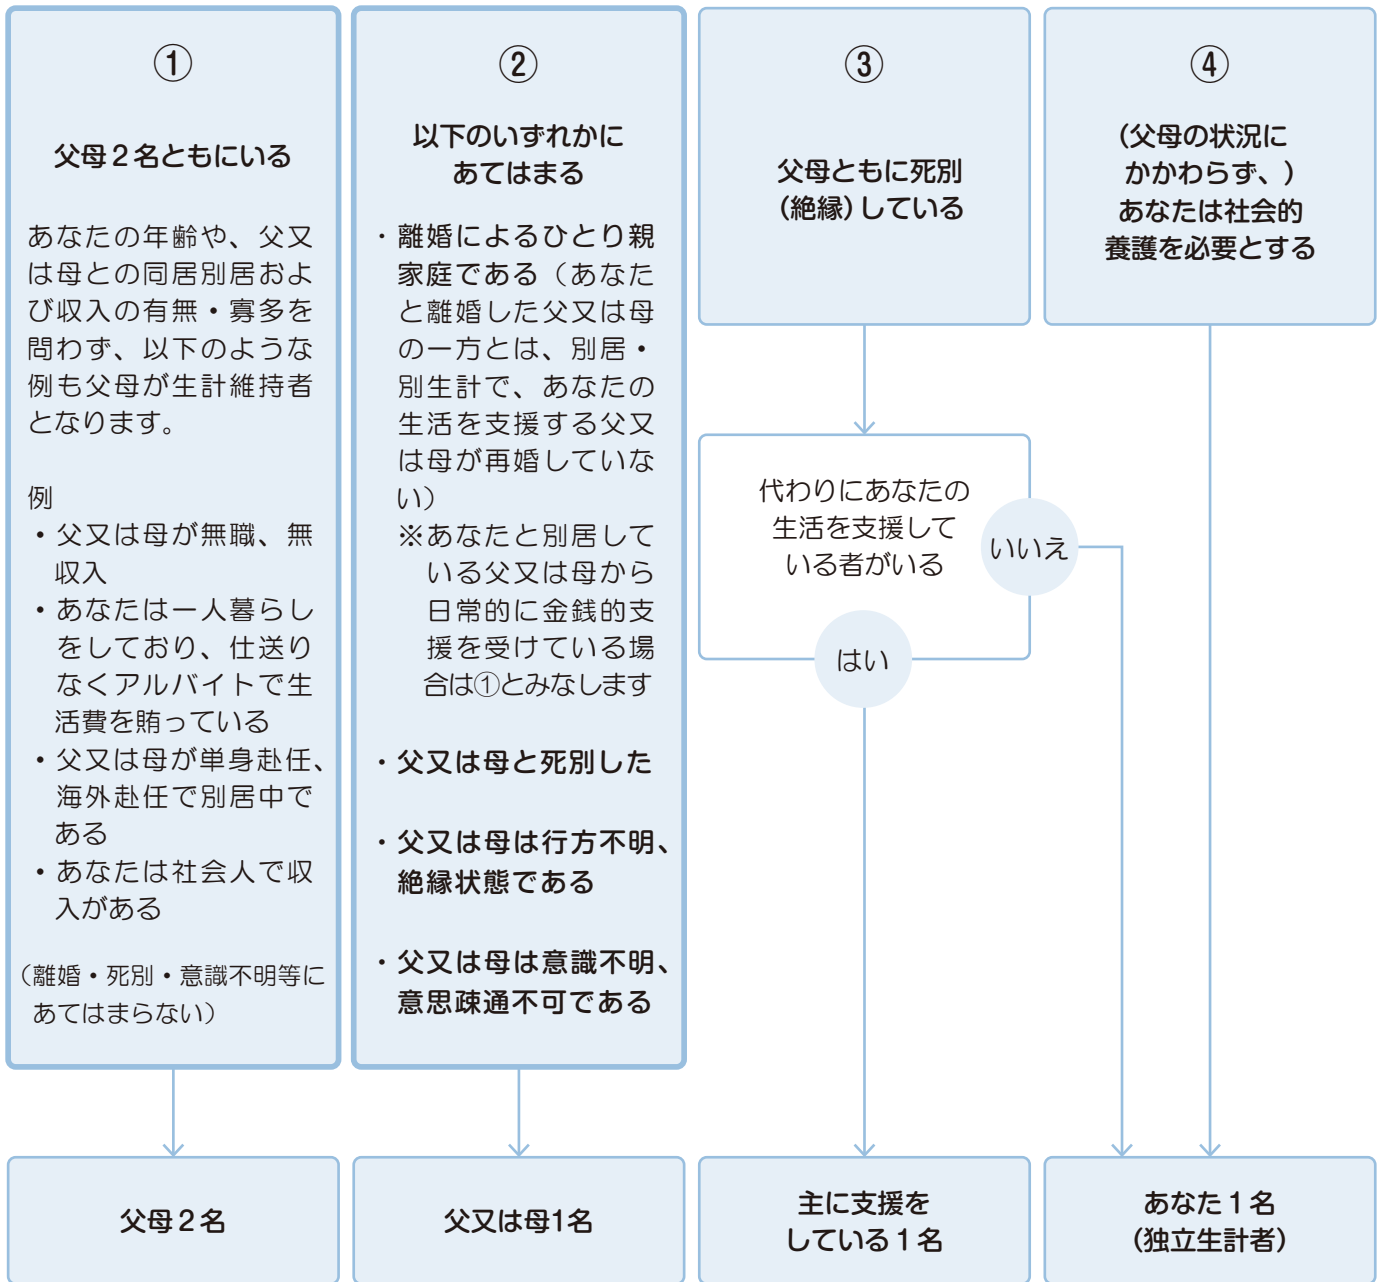 ①
父母２名ともにいる
あなたの年齢や、父又
は母との同居別居およ
び収入の有無・寡多を
問わず、以下のような
例も父母が生計維持者
となります。
例
・父又は母が無職、無
収入
・あなたは一人暮らし
をしており、仕送り
なくアルバイトで生
活費を賄っている
・父又は母が単身赴任、
海外赴任で別居中で
ある
・あなたは社会人で収
入がある
（離婚・死別・意識不明等に
あてはまらない）
父母２名
②
以下のいずれかに
あてはまる
・離婚によるひとり親
家庭である（あなた
と離婚した父又は母
の一方とは、別居・
別生計で、あなたの
生活を支援する父又
は母が再婚していな
い）
※あなたと別居して
いる父又は母から
日常的に金銭的支
援を受けている場
合は①とみなします
・父又は母と死別した
・父又は母は行方不明、
絶縁状態である
・父又は母は意識不明、
意思疎通不可である
父又は母1名
③
父母ともに死別
（絶縁）している
代わりにあなたの
生活を支援して
いる者がいる
いいえ
はい
主に支援を
している１名
④
（父母の状況に
かかわらず、）
あなたは社会的
養護を必要とする
あなた１名
（独立生計者）